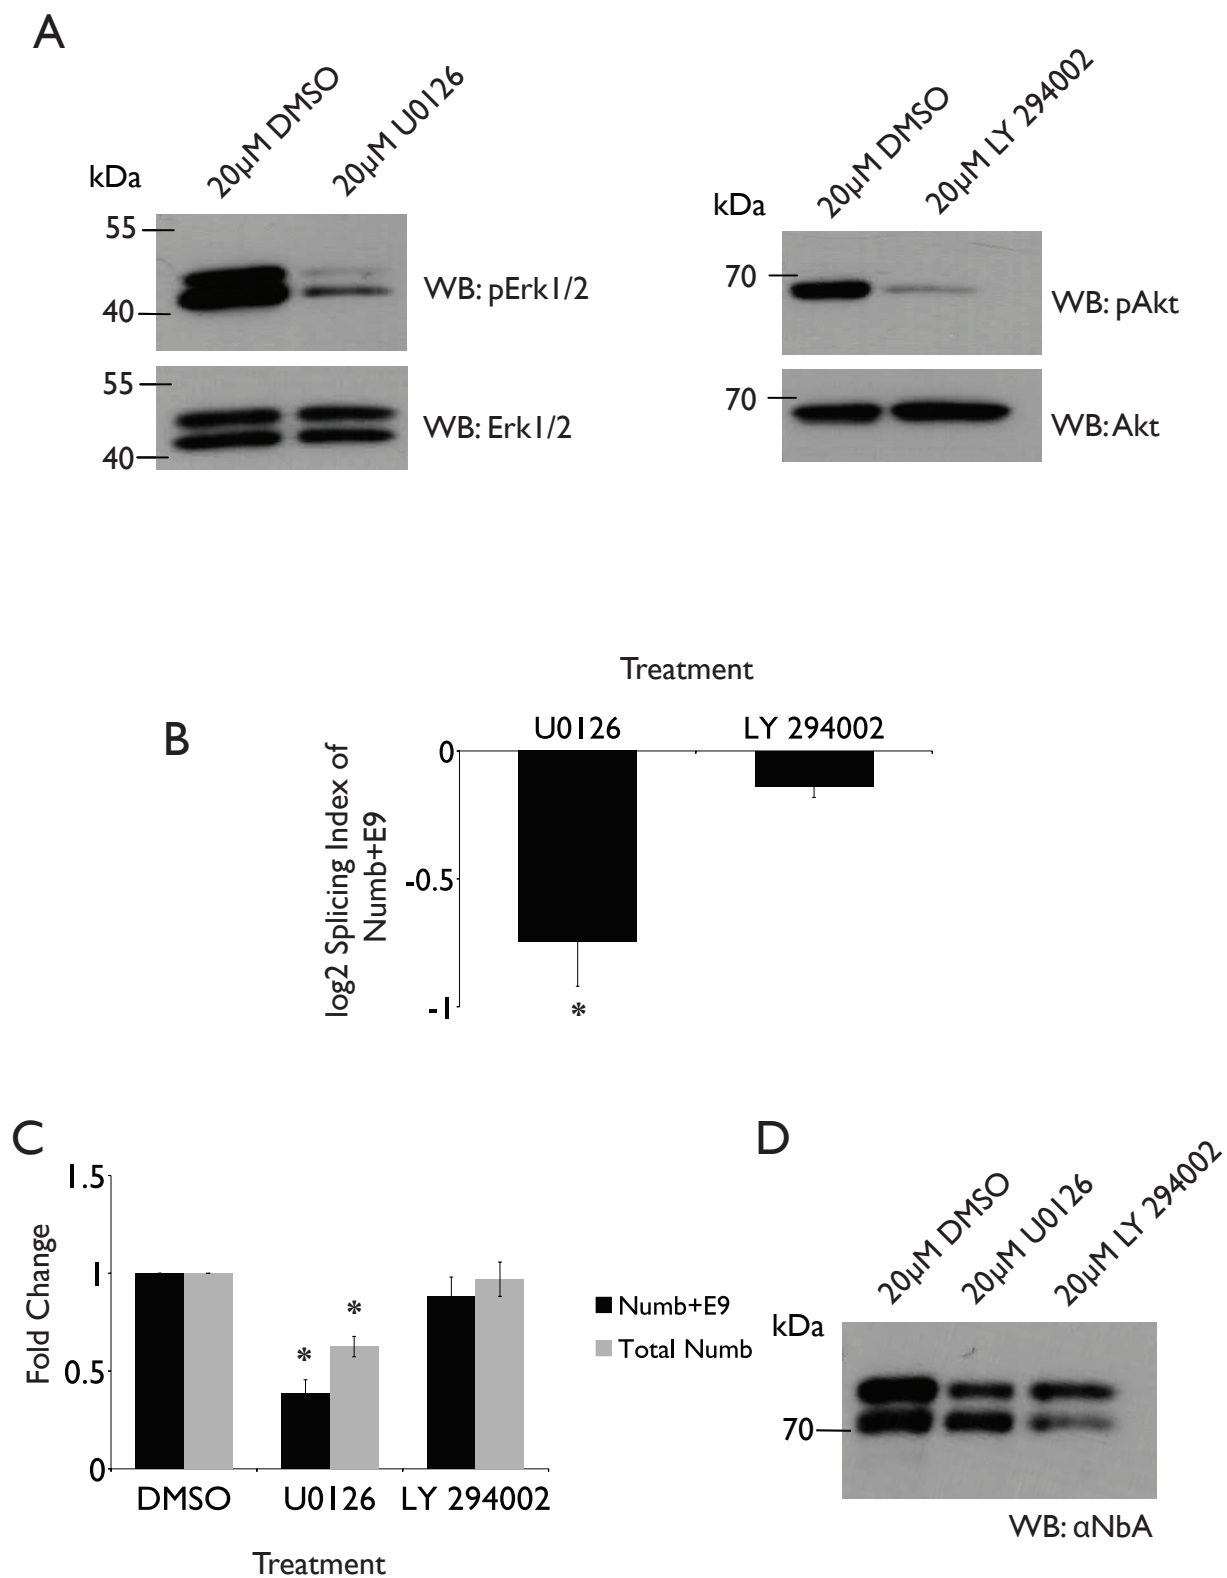 A
20µM DMSO
20µM U0126
kDa
55
40
WB: pErk1/2
55
40
WB: Erk1/2
20µM DMSO
20µM LY 294002
kDa
70
WB: pAkt
70
WB: Akt
B
Treatment
U0126
LY 294002
log2 Splicing Index of
Numb+E9
0
-0.5
-1
*
C
Fold Change
1.5
1
0.5
0
*
*
DMSO
U0126
LY 294002
Treatment
Numb+E9
Total Numb
D
20µM DMSO
20µM U0126
20µM LY 294002
kDa
70
WB: αNbA